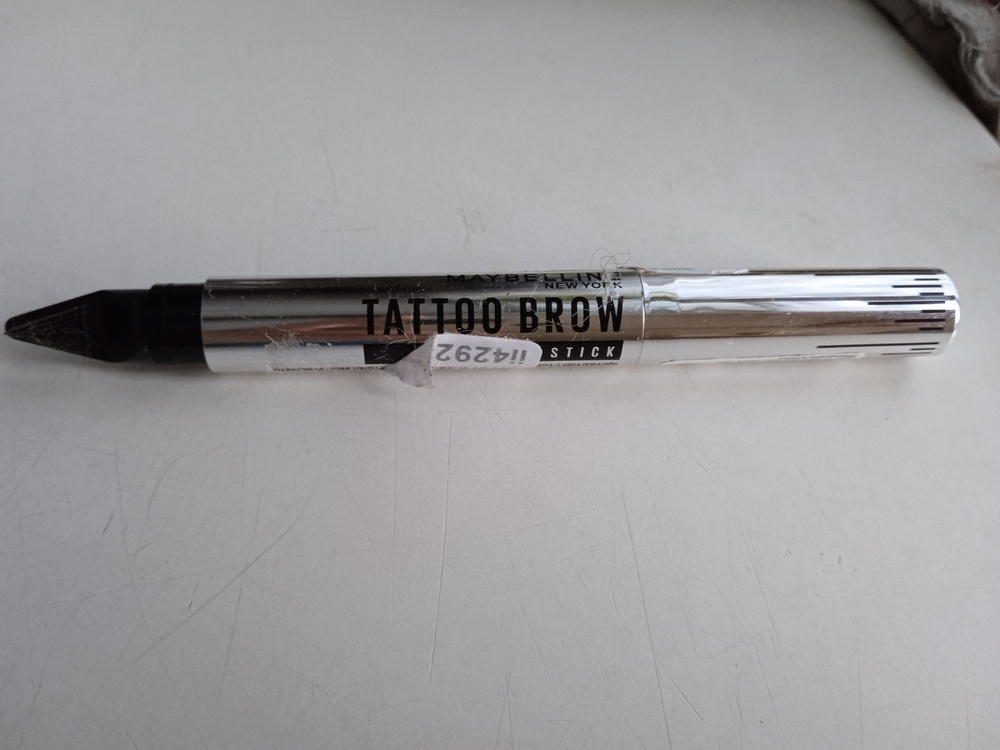 MAYBELLINE
NEW YORK
TATTOO BROW
STICK
ii4292